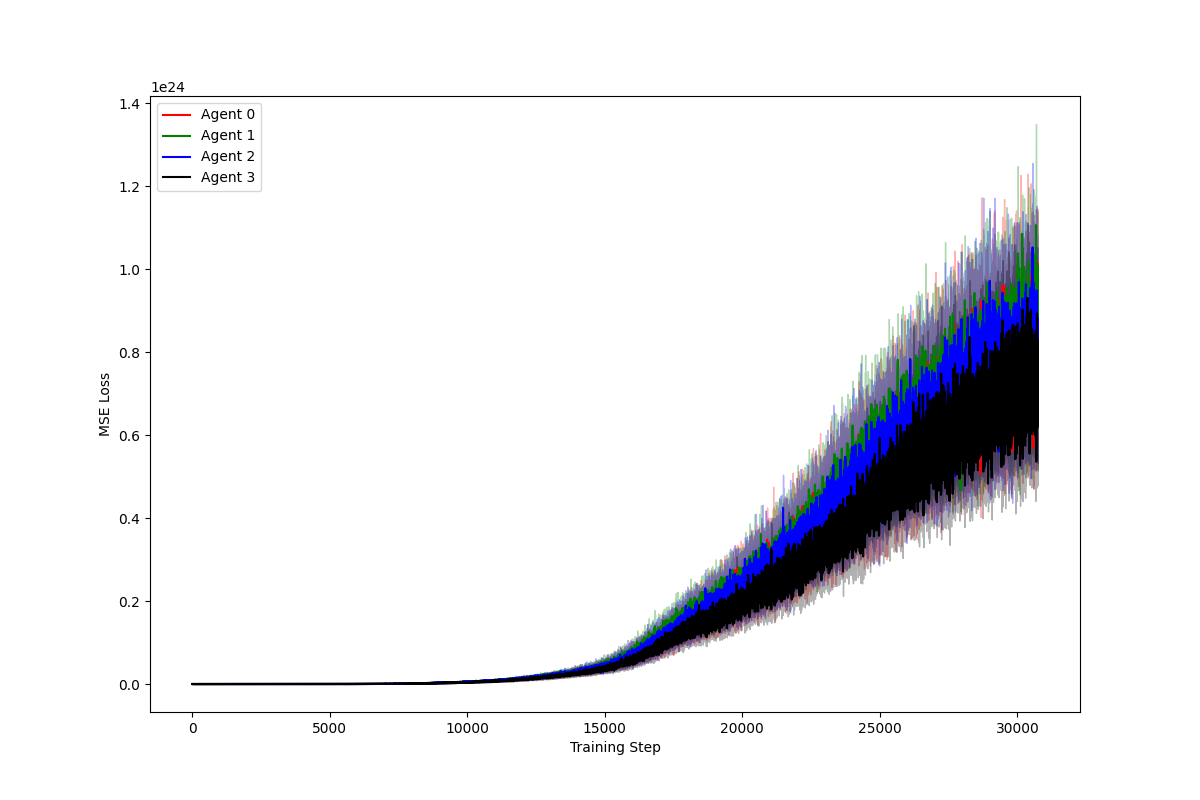 1e24
1.4
1.2
1.0
0.8
0.6
0.4
0.2
0.0
MSE Loss
Agent 0
Agent 1
Agent 2
Agent 3
0 5000 10000 15000 20000 25000 30000
Training Step